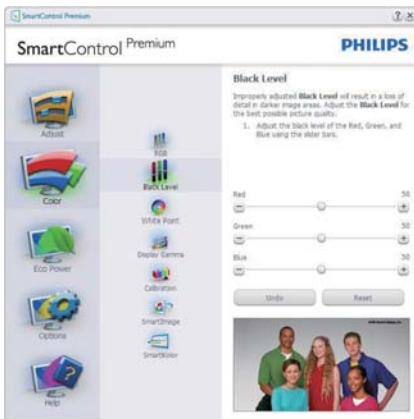 SmartControl Premium
SmartControl Premium
PHILIPS
Adjust
Color
Eco Power
Options
Help
RGB
Black Level
White Point
Display Gamma
Calibration
SmartImage
SmartKolor
Black Level
Improperly adjusted Black Level will result in a loss of
detail in darker image areas. Adjust the Black Level for
the best possible picture quality.
1. Adjust the black level of the Red, Green, and
Blue using the slider bars.
Red 50
Green 50
Blue 50
Undo Reset